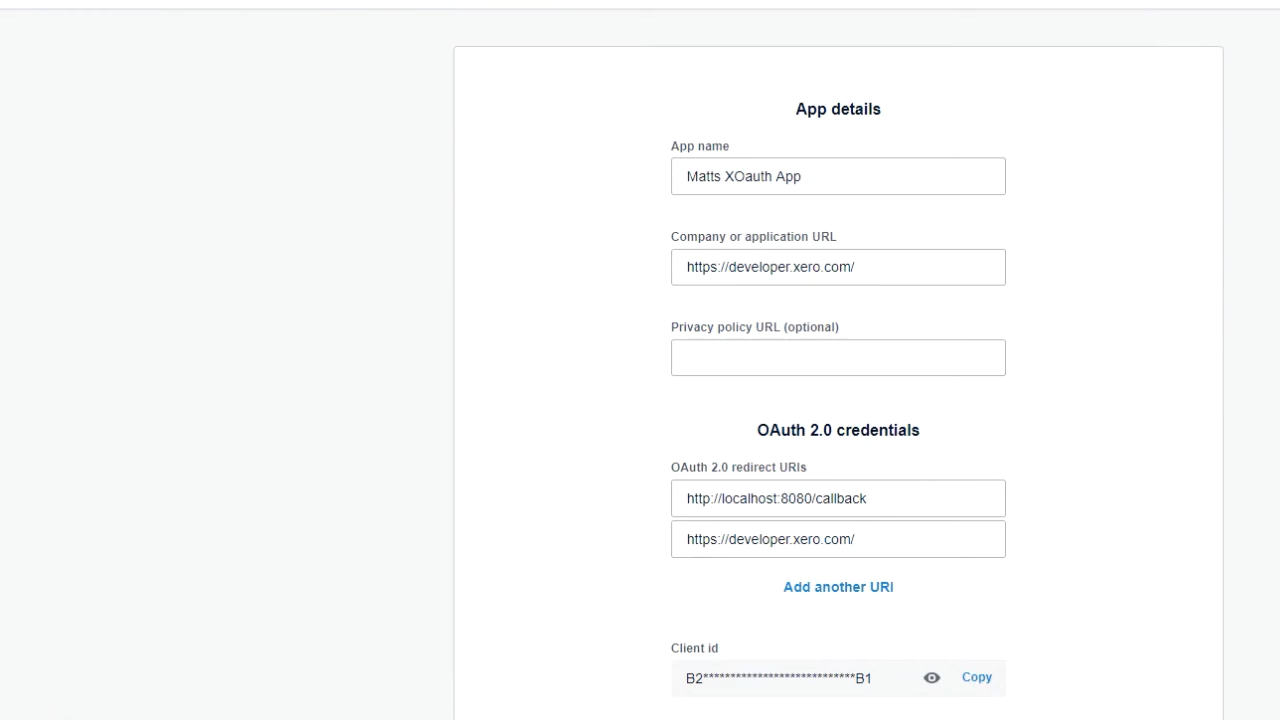 App details
App name
Matts XOauth App
Company or application URL
https://developer.xero.com/
Privacy policy URL (optional)
OAuth 2.0 credentials
OAuth 2.0 redirect URIs
http://localhost:8080/callback
https://developer.xero.com/
Add another URI
Client id
B2****************************B1 Copy